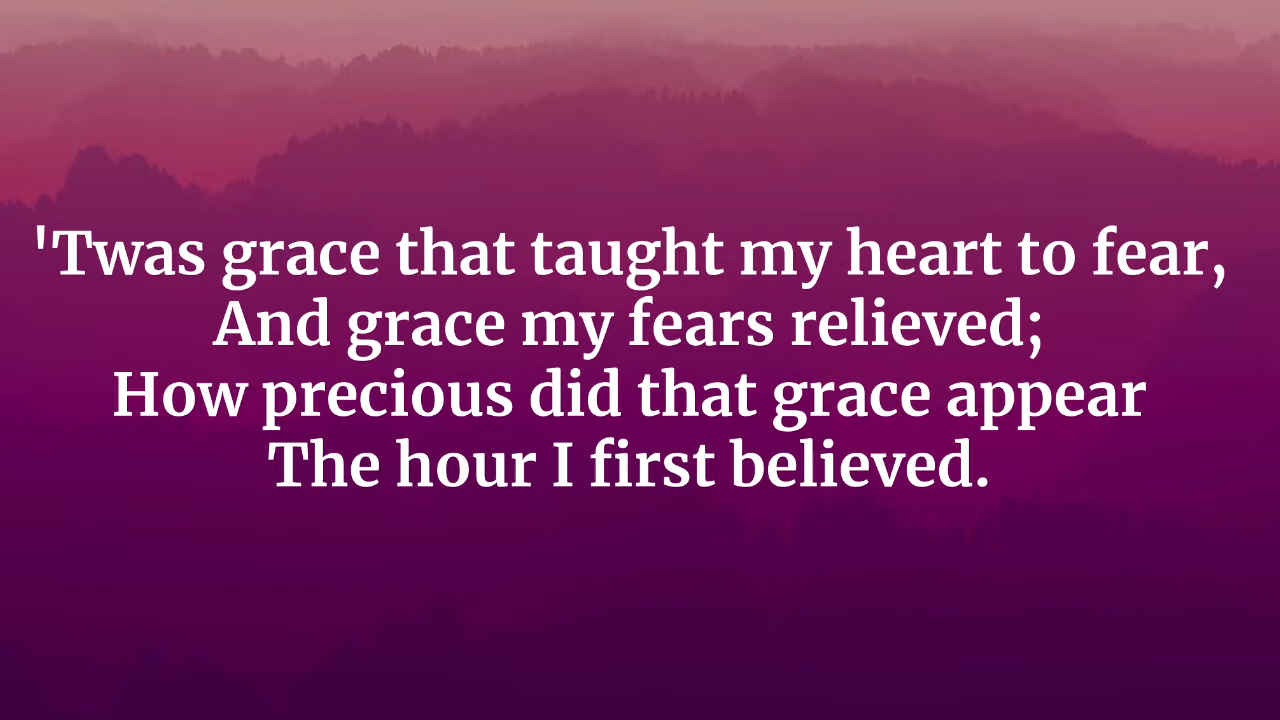 'Twas grace that taught my heart to fear,
And grace my fears relieved;
How precious did that grace appear
The hour I first believed.